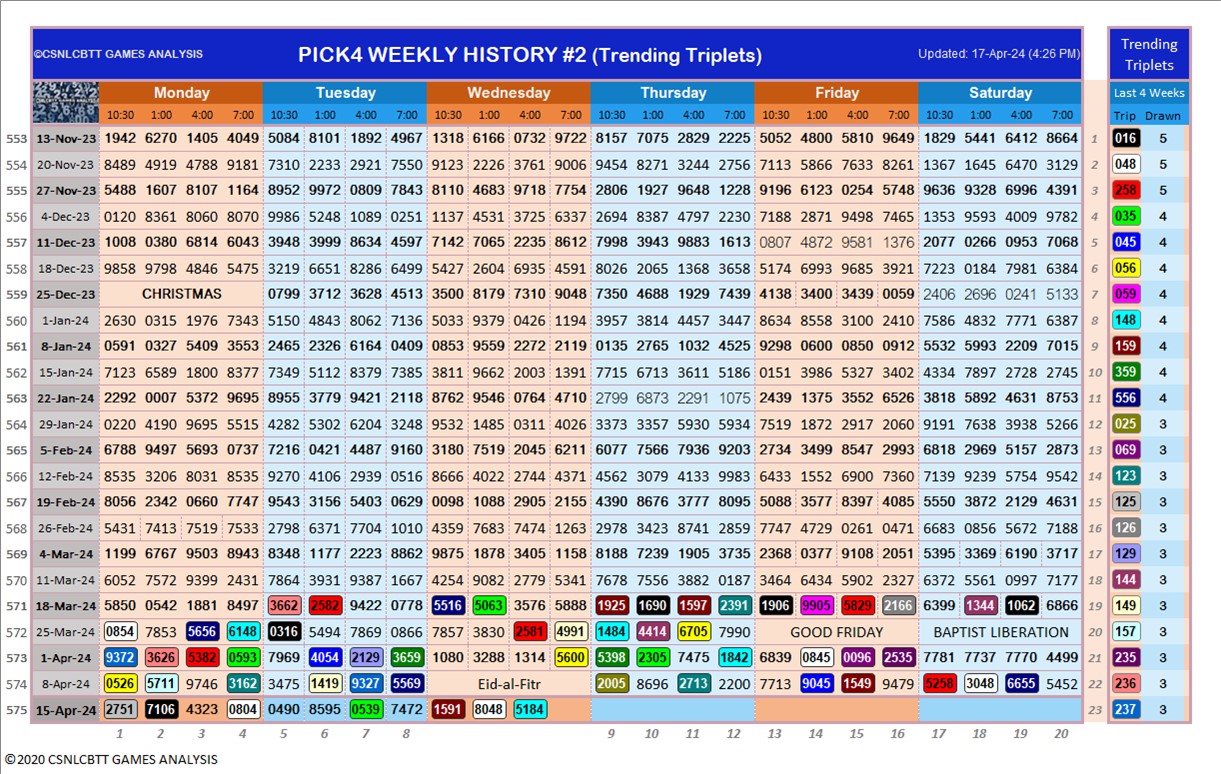 ©CSNLCBTT GAMES ANALYSIS PICK4 WEEKLY HISTORY #2 (Trending Triplets) Updated: 17-Apr-24 (4:26 PM) Trending Triplets
Monday Tuesday Wednesday Thursday Friday Saturday Last 4 Weeks
10:30 1:00 4:00 7:00 10:30 1:00 4:00 7:00 10:30 1:00 4:00 7:00 10:30 1:00 4:00 7:00 10:30 1:00 4:00 7:00 10:30 1:00 4:00 7:00 Trip Drawn
553 13-Nov-23 1942 6270 1405 4049 5084 8101 1892 4967 1318 6166 0732 9722 8157 7075 2829 2225 5052 4800 5810 9649 1829 5441 6412 8664 1 016 5
554 20-Nov-23 8489 4919 4788 9181 7310 2233 2921 7550 9123 2226 3761 9006 9454 8271 3244 2756 7113 5866 7633 8261 1367 1645 6470 3129 2 048 5
555 27-Nov-23 5488 1607 8107 1164 8952 9972 0809 7843 8110 4683 9718 7754 2806 1927 9648 1228 9196 6123 0254 5748 9636 9328 6996 4391 3 258 5
556 4-Dec-23 0120 8361 8060 8070 9986 5248 1089 0251 1137 4531 3725 6337 2694 8387 4797 2230 7188 2871 9498 7465 1353 9593 4009 9782 4 035 4
557 11-Dec-23 1008 0380 6814 6043 3948 3999 8634 4597 7142 7065 2235 8612 7998 3943 9883 1613 0807 4872 9581 1376 2077 0266 0953 7068 5 045 4
558 18-Dec-23 9858 9798 4846 5475 3219 6651 8286 6499 5427 2604 6935 4591 8026 2065 1368 3658 5174 6993 9685 3921 7223 0184 7981 6384 6 056 4
559 25-Dec-23 CHRISTMAS 0799 3712 3628 4513 3500 8179 7310 9048 7350 4688 1929 7439 4138 3400 3439 0059 2406 2696 0241 5133 7 059 4
560 1-Jan-24 2630 0315 1976 7343 5150 4843 8062 7136 5033 9379 0426 1194 3957 3814 4457 3447 8634 8558 3100 2410 7586 4832 7771 6387 8 148 4
561 8-Jan-24 0591 0327 5409 3553 2465 2326 6164 0409 0853 9559 2272 2119 0135 2765 1032 4525 9298 0600 0850 0912 5532 5993 2209 7015 9 159 4
562 15-Jan-24 7123 6589 1800 8377 7349 5112 8379 7385 3811 9662 2003 1391 7715 6713 3611 5186 0151 3986 5327 3402 4334 7897 2728 2745 10 359 4
563 22-Jan-24 2292 0007 5372 9695 8955 3779 9421 2118 8762 9546 0764 4710 2799 6873 2291 1075 2439 1375 3552 6526 3818 5892 4631 8753 11 556 4
564 29-Jan-24 0220 4190 9695 5515 4282 5302 6204 3248 9532 1485 0311 4026 3373 3357 5930 5934 7519 1872 2917 2060 9191 7638 3938 5266 12 025 3
565 5-Feb-24 6788 9497 5693 0737 7216 0421 4487 9160 3180 7519 2045 6211 6077 7566 7936 9203 2734 3499 8547 2993 6818 2969 5157 2873 13 069 3
566 12-Feb-24 8535 3206 8031 8535 9270 4106 2939 0516 8666 4022 2744 4371 4562 3079 4133 9983 6433 1552 6900 7360 7139 9239 5754 9542 14 123 3
567 19-Feb-24 8056 2342 0660 7747 9543 3156 5403 0629 0098 1088 2905 2155 4390 8676 3777 8095 5088 3577 8397 4085 5550 3872 2129 4631 15 125 3
568 26-Feb-24 5431 7413 7519 7533 2798 6371 7704 1010 4359 7683 7474 1263 2978 3423 8741 2859 7747 4729 0261 0471 6683 0856 5672 7188 16 126 3
569 4-Mar-24 1199 6767 9503 8943 8348 1177 2223 8862 9875 1878 3405 1158 8188 7239 1905 3735 2368 0377 9108 2051 5395 3369 6190 3717 17 129 3
570 11-Mar-24 6052 7572 9399 2431 7864 3931 9387 1667 4254 9082 2779 5341 7678 7556 3882 0187 3464 6434 5902 2327 6372 5561 0997 7177 18 144 3
571 18-Mar-24 5850 0542 1881 8497 3662 2582 9422 0778 5516 5063 3576 5888 1925 1690 1597 2391 1906 9905 5829 2166 6399 1344 1062 6866 19 149 3
572 25-Mar-24 0854 7853 5656 6148 0316 5494 7869 0866 7857 3830 2581 4991 1484 4414 6705 7990 GOOD FRIDAY BAPTIST LIBERATION 20 157 3
573 1-Apr-24 9372 3626 5382 0593 7969 4054 2129 3659 1080 3288 1314 5600 5398 2305 7475 1842 6839 0845 0096 2535 7781 7737 7770 4499 21 235 3
574 8-Apr-24 0526 5711 9746 3162 3475 1419 9327 5569 Eid-al-Fitr 2005 8696 2713 2200 7713 9045 1549 9479 5258 3048 6655 5452 22 236 3
575 15-Apr-24 2751 7106 4323 0804 0490 8595 0539 7472 1591 8048 5184 23 237 3
1 2 3 4 5 6 7 8 9 10 11 12 13 14 15 16 17 18 19 20
©2020 CSNLCBTT GAMES ANALYSIS